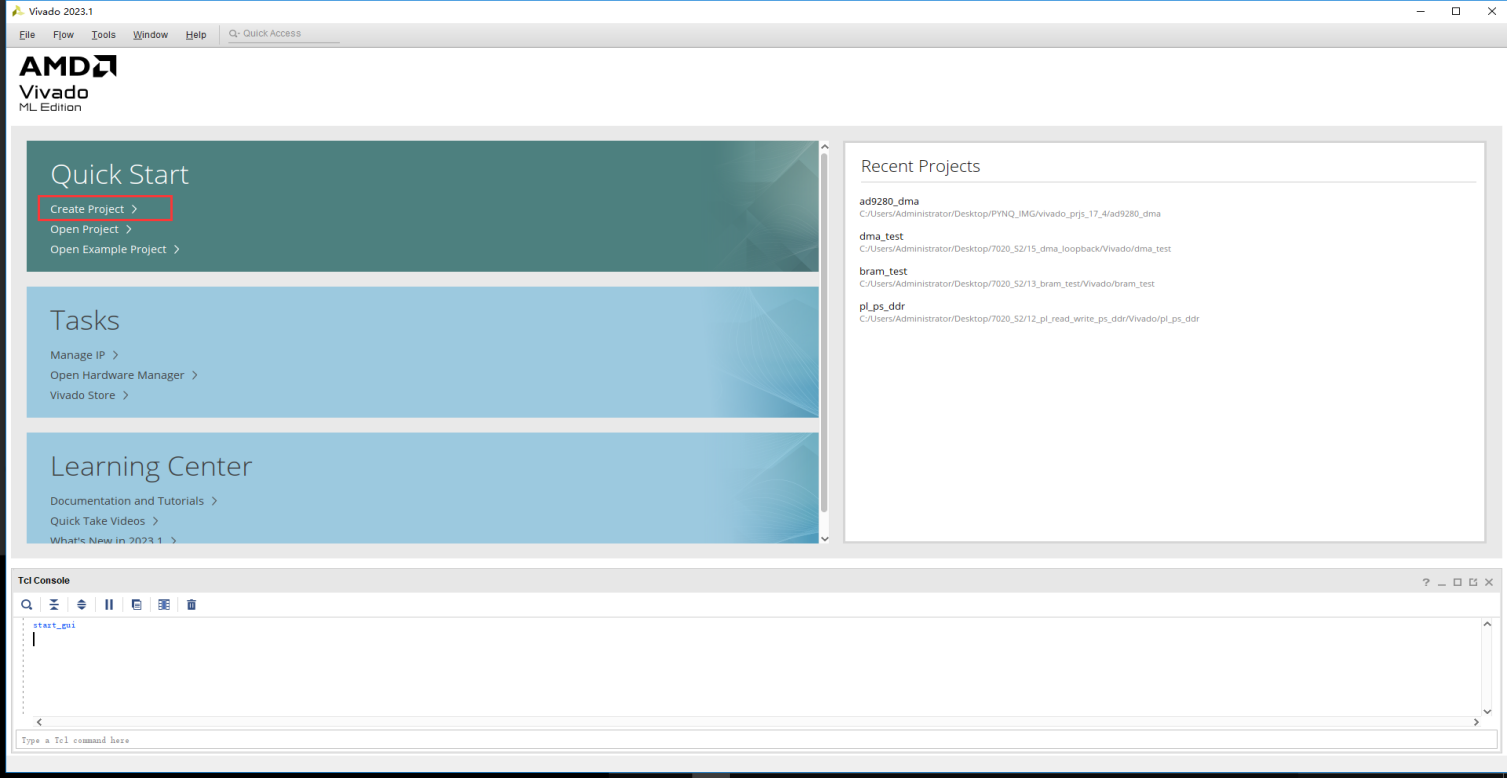 Vivado 2023.1
File Flow Tools Window Help Quick Access
AMD
Vivado
ML Edition
Quick Start
Create Project >
Open Project >
Open Example Project >
Tasks
Manage IP >
Open Hardware Manager >
Vivado Store >
Learning Center
Documentation and Tutorials >
Quick Take Videos >
What's New in 2023.1 >
Recent Projects
ad9280_dma
C:/Users/Administrator/Desktop/PYNQ_IMG/vivado_prjs_17_4/ad9280_dma
dma_test
C:/Users/Administrator/Desktop/7020_S2/15_dma_loopback/Vivado/dma_test
bram_test
C:/Users/Administrator/Desktop/7020_S2/13_bram_test/Vivado/bram_test
pl_ps_ddr
C:/Users/Administrator/Desktop/7020_S2/12_pl_read_write_ps_ddr/Vivado/pl_ps_ddr
Tcl Console
start_gui
Type a Tcl command here